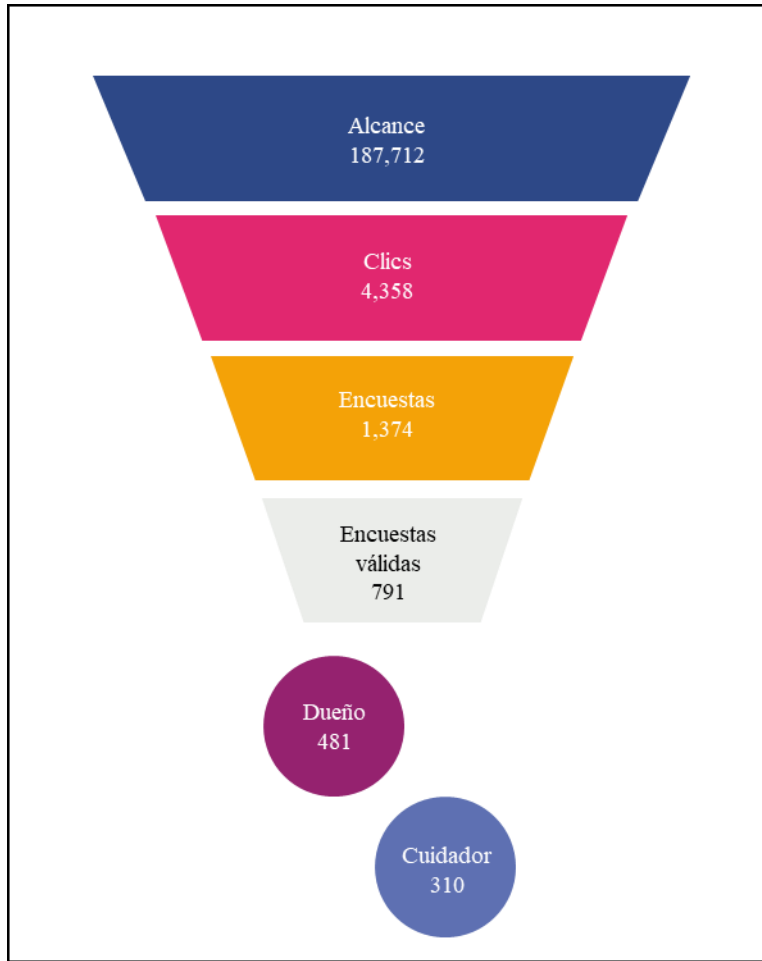 Alcance
187,712
Clics
4,358
Encuestas
1,374
Encuestas
válidas
791
Dueño
481
Cuidador
310